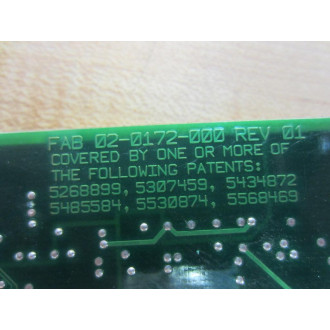 FAB 02-0172-000 REV 01
COVERED BY ONE OR MORE OF
THE FOLLOWING PATENTS:
5268899, 5307459, 5434872
5485584, 5530874, 5568469